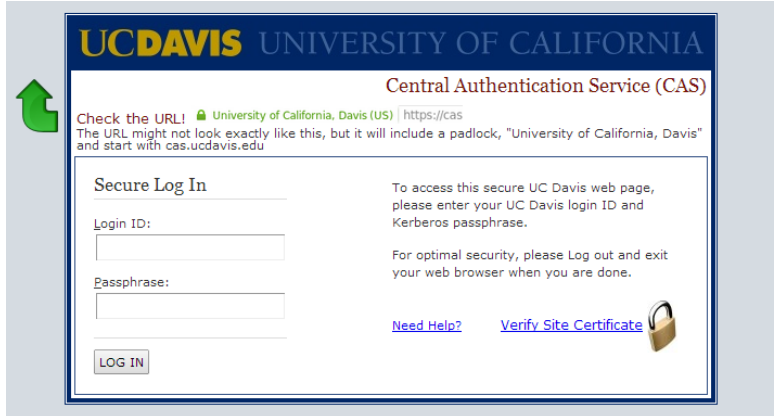 UCDAVIS UNIVERSITY OF CALIFORNIA
Central Authentication Service (CAS)
Check the URL! University of California, Davis (US) https://cas
The URL might not look exactly like this, but it will include a padlock, "University of California, Davis"
and start with cas.ucdavis.edu
Secure Log In
Login ID:
Passphrase:
LOG IN
To access this secure UC Davis web page,
please enter your UC Davis login ID and
Kerberos passphrase.
For optimal security, please Log out and exit
your web browser when you are done.
Need Help? Verify Site Certificate